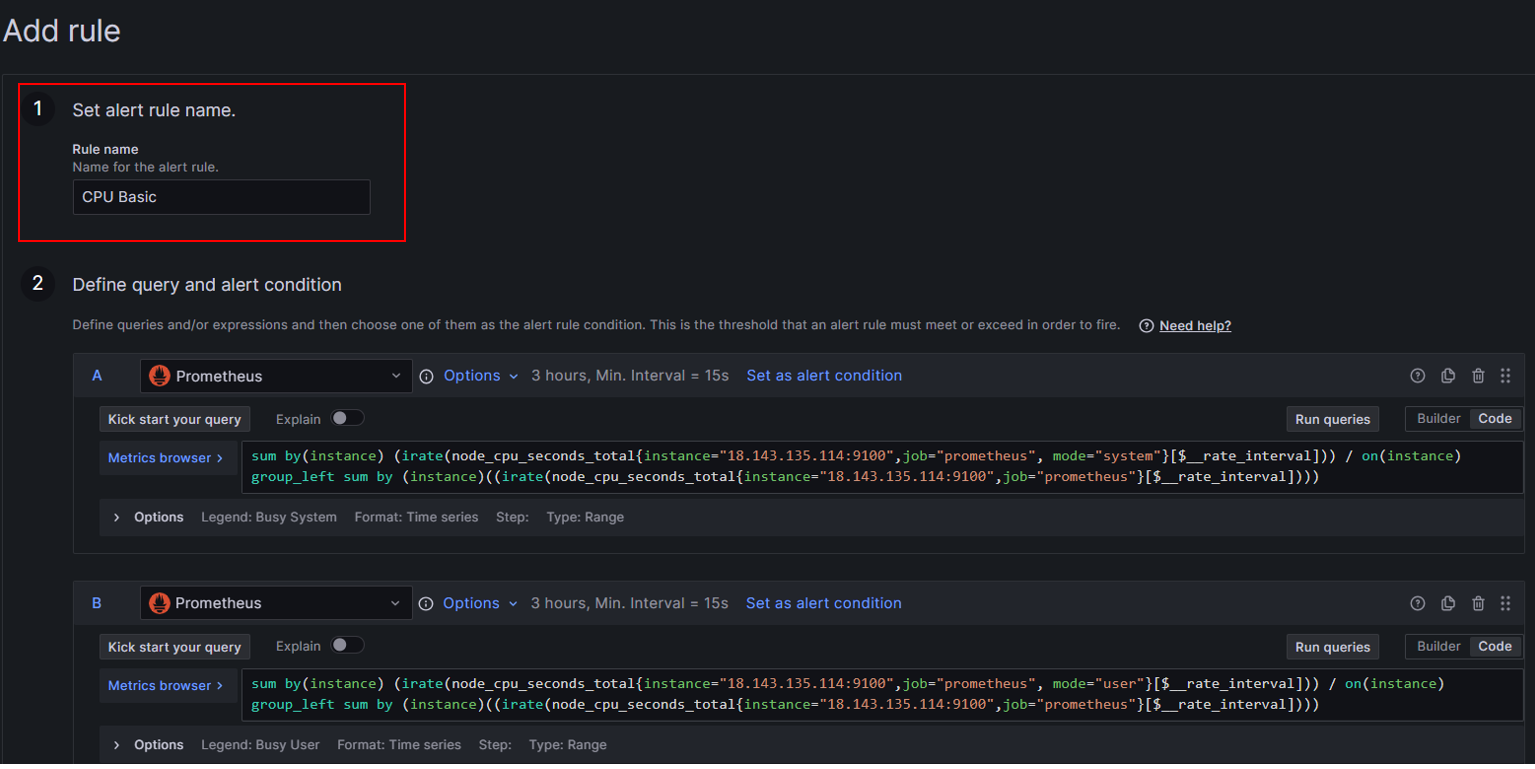 Add rule
1 Set alert rule name.
Rule name
Name for the alert rule.
CPU Basic
2 Define query and alert condition
Define queries and/or expressions and then choose one of them as the alert rule condition. This is the threshold that an alert rule must meet or exceed in order to fire. Need help?
A Prometheus Options 3 hours, Min. Interval = 15s Set as alert condition
Kick start your query Explain Run queries Builder Code
Metrics browser > sum by(instance) (irate(node_cpu_seconds_total{instance="18.143.135.114:9100",job="prometheus", mode="system"}[$__rate_interval])) / on(instance)
group_left sum by (instance)((irate(node_cpu_seconds_total{instance="18.143.135.114:9100",job="prometheus"}[$__rate_interval])))
> Options Legend: Busy System Format: Time series Step: Type: Range
B Prometheus Options 3 hours, Min. Interval = 15s Set as alert condition
Kick start your query Explain Run queries Builder Code
Metrics browser > sum by(instance) (irate(node_cpu_seconds_total{instance="18.143.135.114:9100",job="prometheus", mode="user"}[$__rate_interval])) / on(instance)
group_left sum by (instance)((irate(node_cpu_seconds_total{instance="18.143.135.114:9100",job="prometheus"}[$__rate_interval])))
> Options Legend: Busy User Format: Time series Step: Type: Range